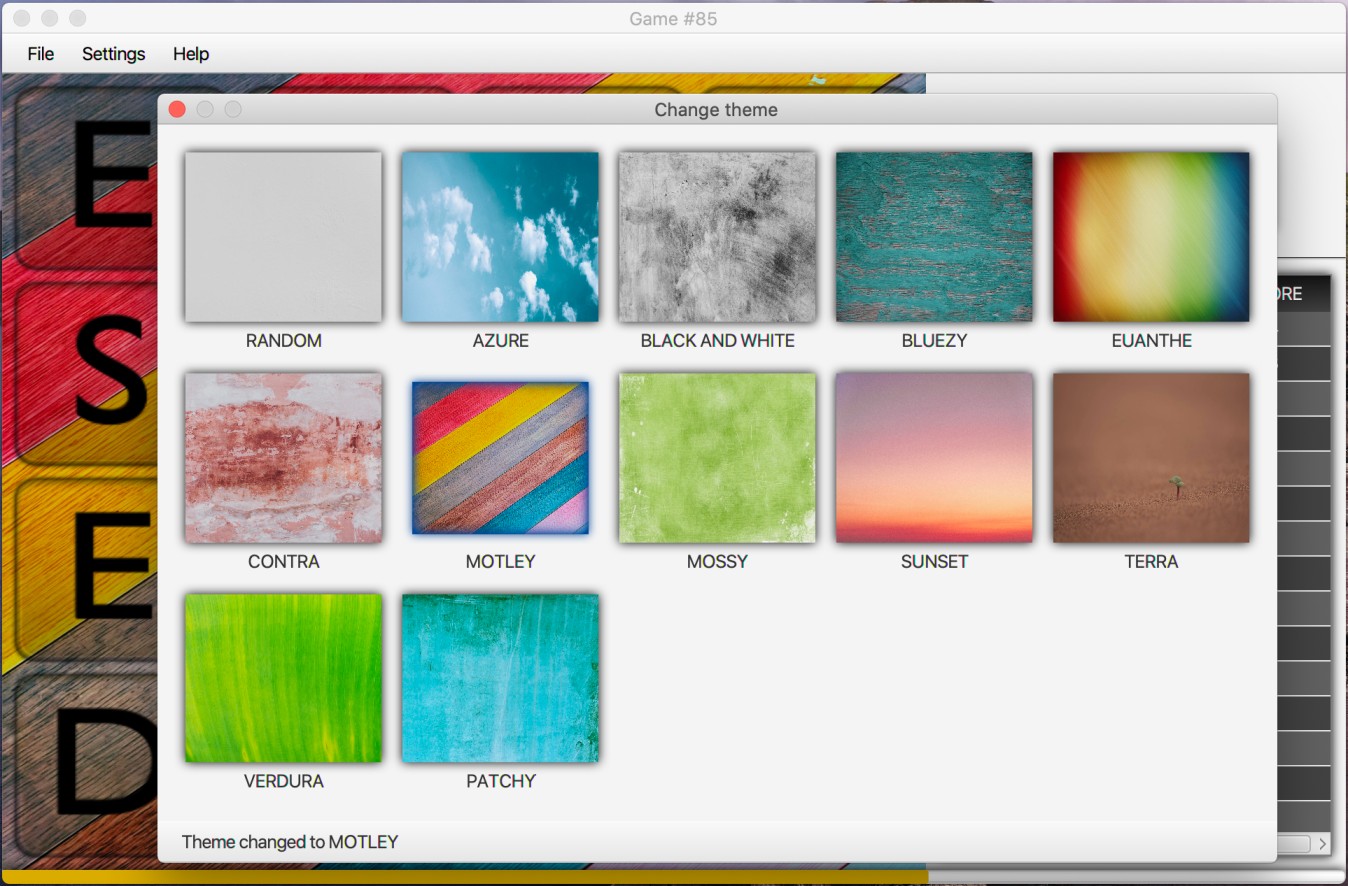 Game #85
File Settings Help
Change theme
RANDOM AZURE BLACK AND WHITE BLUEZY EUANTHE
CONTRA MOTLEY MOSSY SUNSET TERRA
VERDURA PATCHY
Theme changed to MOTLEY
E
S
E
D
ORE